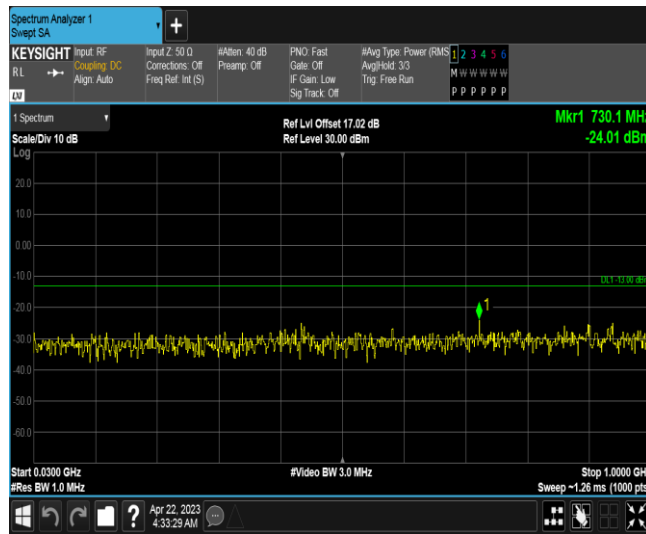 Spectrum Analyzer 1
Swept SA
+
KEYSIGHT
RL
LXI
Input: RF
Coupling: DC
Align: Auto
Input Z: 50 Ω
Corrections: Off
Freq Ref: Int (S)
#Atten: 40 dB
Preamp: Off
PNO: Fast
Gate: Off
IF Gain: Low
Sig Track: Off
#Avg Type: Power (RMS
Avg|Hold: 3/3
Trig: Free Run
1 2 3 4 5 6
M W W W W W
P P P P P P
1 Spectrum
Scale/Div 10 dB
Ref Lvl Offset 17.02 dB
Ref Level 30.00 dBm
Mkr1 730.1 MHz
-24.01 dBm
Log
20.0
10.0
0.00
-10.0
DL1 -13.00 dBm
-20.0
1
-30.0
-40.0
-50.0
-60.0
Start 0.0300 GHz
#Res BW 1.0 MHz
#Video BW 3.0 MHz
Stop 1.0000 GH
Sweep ~1.26 ms (1000 pts
?
Apr 22, 2023
4:33:29 AM